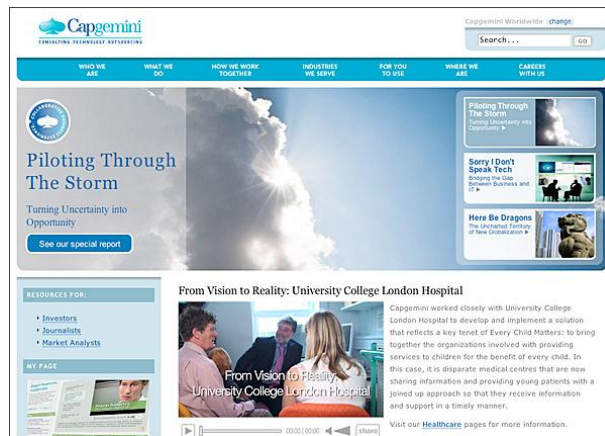 Capgemini
CONSULTING. TECHNOLOGY. OUTSOURCING
Capgemini Worldwide (change)
Search...
GO
WHO WE
ARE
WHAT WE
DO
HOW WE WORK
TOGETHER
INDUSTRIES
WE SERVE
FOR YOU
TO USE
WHERE WE
ARE
CAREERS
WITH US
Piloting Through
The Storm
Turning Uncertainty into
Opportunity
See our special report
Piloting Through
The Storm
Turning Uncertainty into
Opportunity
Sorry I Don't
Speak Tech
Bridging the Gap
Between Business and
IT
Here Be Dragons
The Uncharted Territory
of New Globalization
RESOURCES FOR:
Investors
Journalists
Market Analysts
MY PAGE
From Vision to Reality: University College London Hospital
From Vision to Reality:
University College London Hospital
00:00 | 00:00
share
Capgemini worked closely with University College
London Hospital to develop and implement a solution
that reflects a key tenet of Every Child Matters: to bring
together the organizations involved with providing
services to children for the benefit of every child. In
this case, it is disparate medical centres that are now
sharing information and providing young patients with a
joined up approach so that they receive information
and support in a timely manner.
Visit our Healthcare pages for more information.